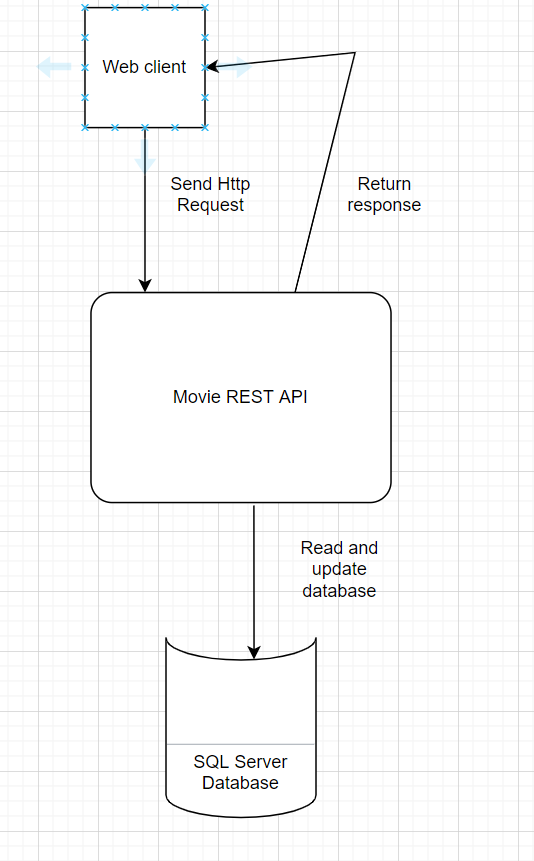 Web client
Send Http
Request
Return
response
Movie REST API
Read and
update
database
SQL Server
Database